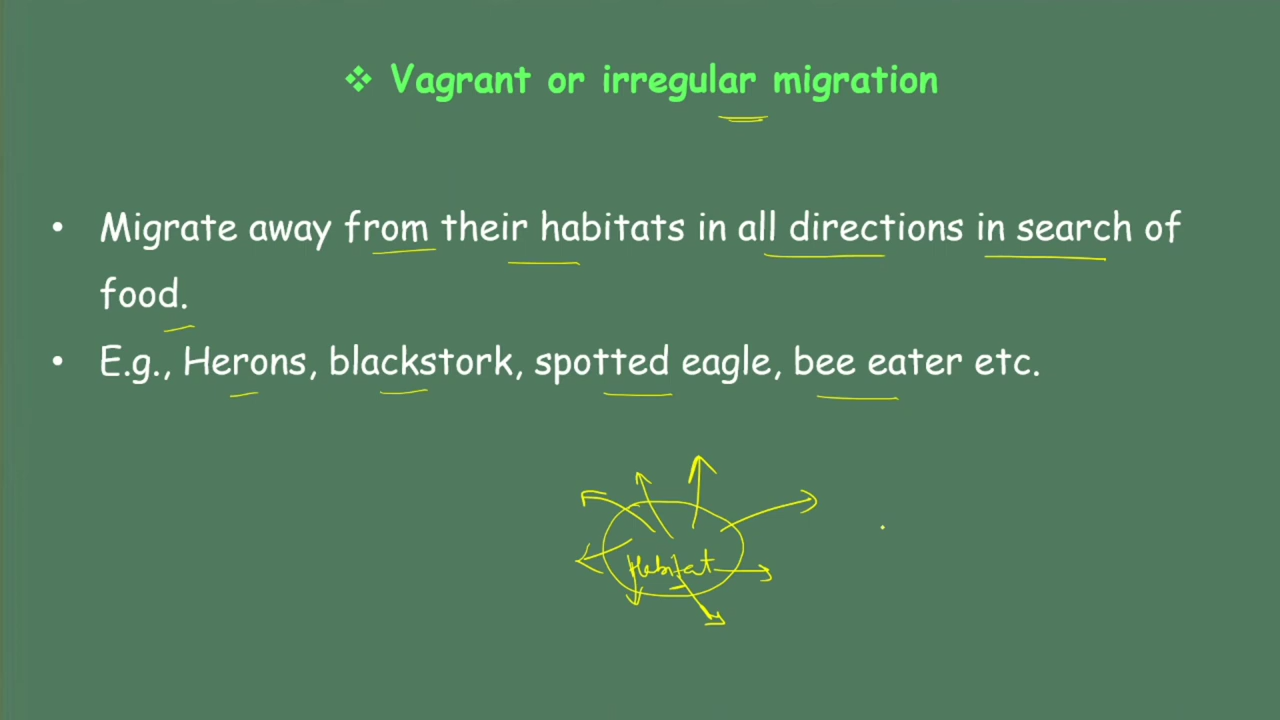 ❖ Vagrant or irregular migration
• Migrate away from their habitats in all directions in search of
food.
• E.g., Herons, blackstork, spotted eagle, bee eater etc.
Habitat